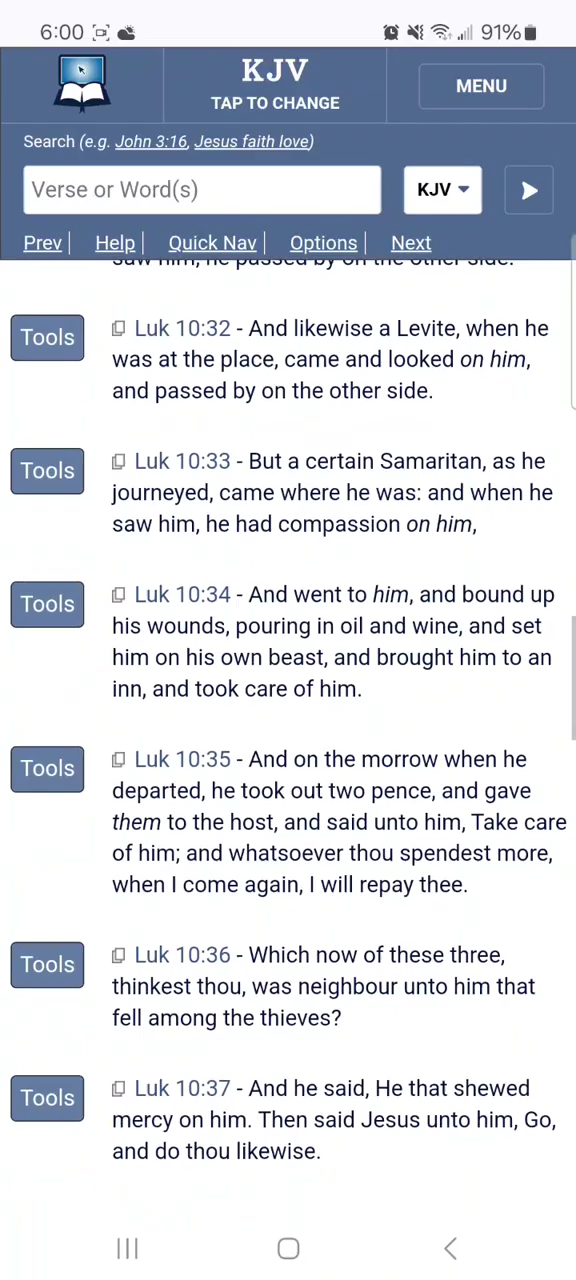 6:00 91%
KJV
TAP TO CHANGE
MENU
Search (e.g. John 3:16, Jesus faith love)
Verse or Word(s)
KJV
Prev| Help| Quick Nav| Options| Next
saw him, he passed by on the other side.
Tools
Luk 10:32 - And likewise a Levite, when he
was at the place, came and looked on him,
and passed by on the other side.
Tools
Luk 10:33 - But a certain Samaritan, as he
journeyed, came where he was: and when he
saw him, he had compassion on him,
Tools
Luk 10:34 - And went to him, and bound up
his wounds, pouring in oil and wine, and set
him on his own beast, and brought him to an
inn, and took care of him.
Tools
Luk 10:35 - And on the morrow when he
departed, he took out two pence, and gave
them to the host, and said unto him, Take care
of him; and whatsoever thou spendest more,
when I come again, I will repay thee.
Tools
Luk 10:36 - Which now of these three,
thinkest thou, was neighbour unto him that
fell among the thieves?
Tools
Luk 10:37 - And he said, He that shewed
mercy on him. Then said Jesus unto him, Go,
and do thou likewise.